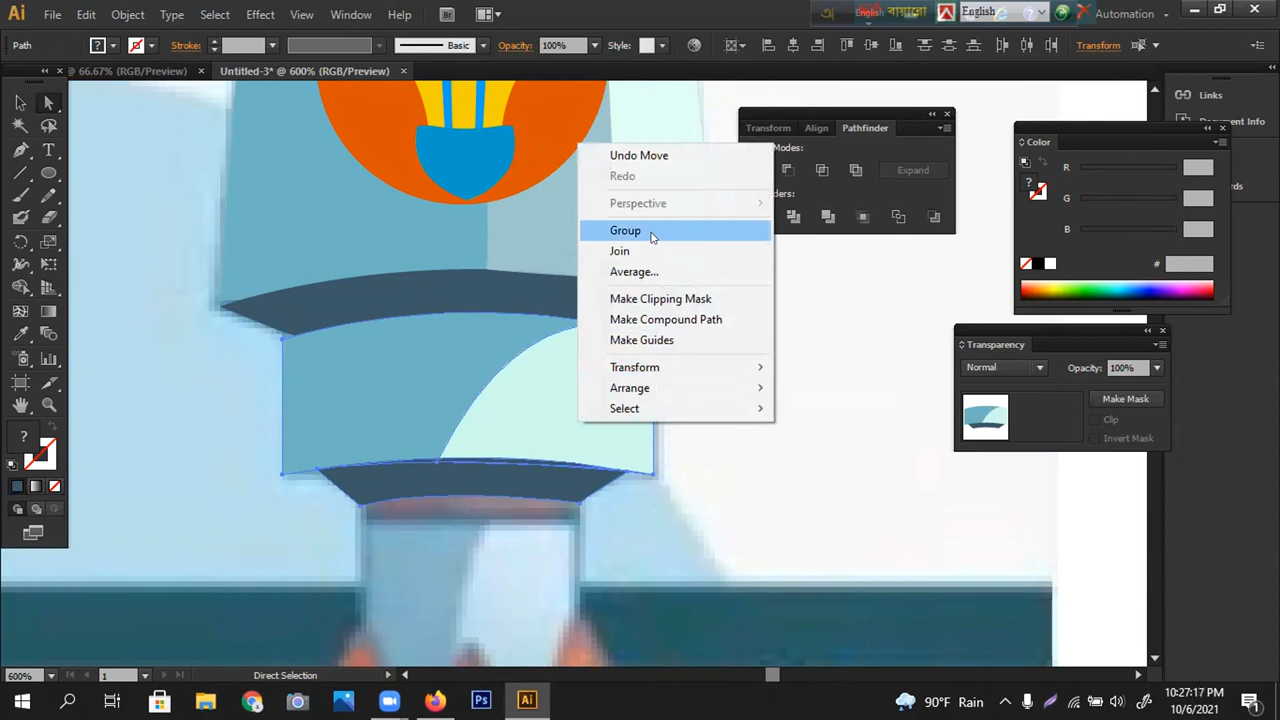 Ai File Edit Object Type Select Effect View Window Help Br English English Automation
Path Stroke: Basic Opacity: 100% Style: Transform
@ 66.67% (RGB/Preview) × Untitled-3* @ 600% (RGB/Preview) ×
Links
Document Info
Transform Align Pathfinder
Modes:
Expand
ders:
Color
R
G
B
#
Undo Move
Redo
Perspective
Group
Join
Average...
Make Clipping Mask
Make Compound Path
Make Guides
Transform
Arrange
Select
Transparency
Normal Opacity: 100%
Make Mask
Clip
Invert Mask
600% 1 Direct Selection
Ps Ai 90°F Rain 10:27:17 PM
10/6/2021